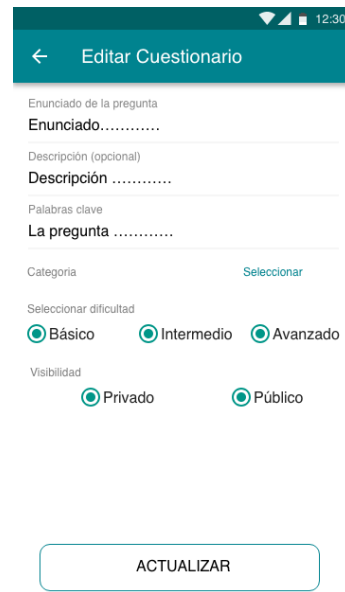 12:30
Editar Cuestionario
Enunciado de la pregunta
Enunciado............
Descripción (opcional)
Descripción ............
Palabras clave
La pregunta ............
Categoria Seleccionar
Seleccionar dificultad
Básico Intermedio Avanzado
Visibilidad
Privado Público
ACTUALIZAR